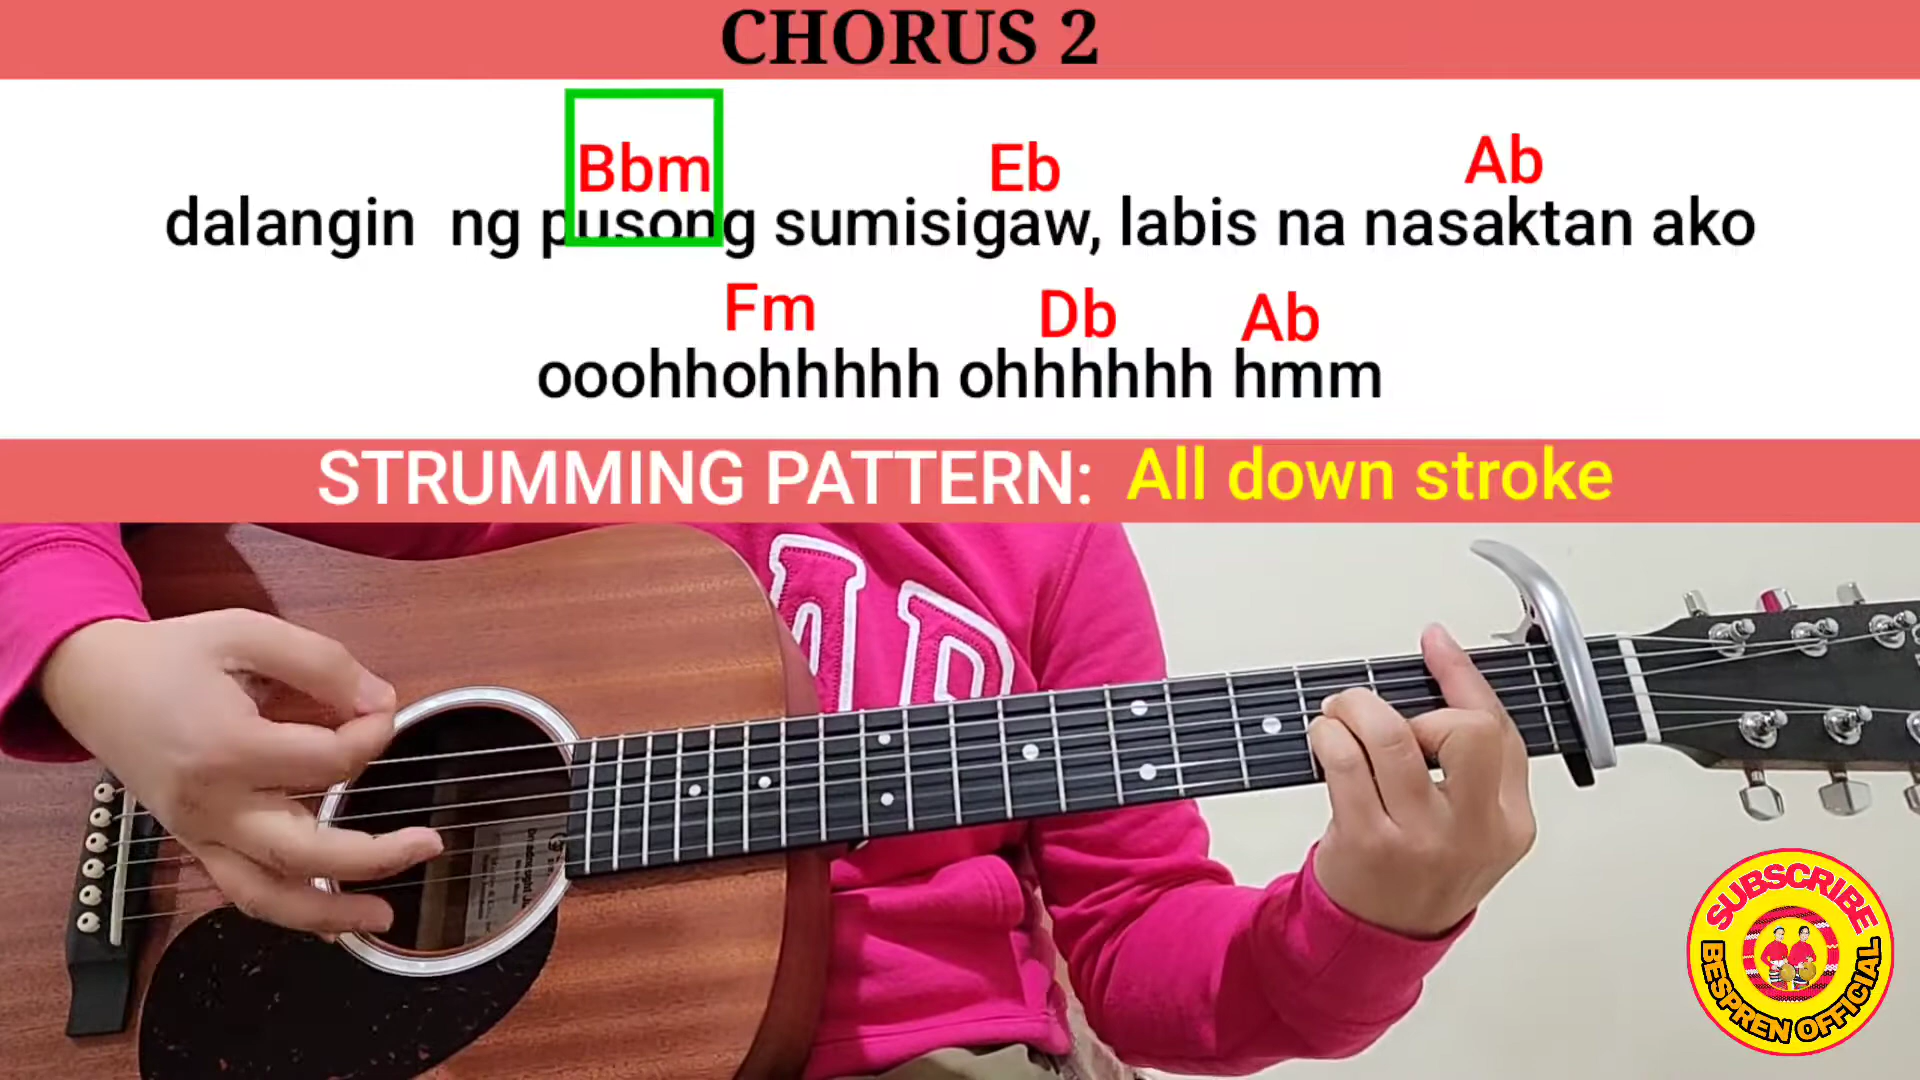 CHORUS 2
Bbm Eb Ab
dalangin ng pusong sumisigaw, labis na nasaktan ako
Fm Db Ab
ooohhohhhhh ohhhhhh hmm
STRUMMING PATTERN: All down stroke
SUBSCRIBE
BESPREN OFFICIAL